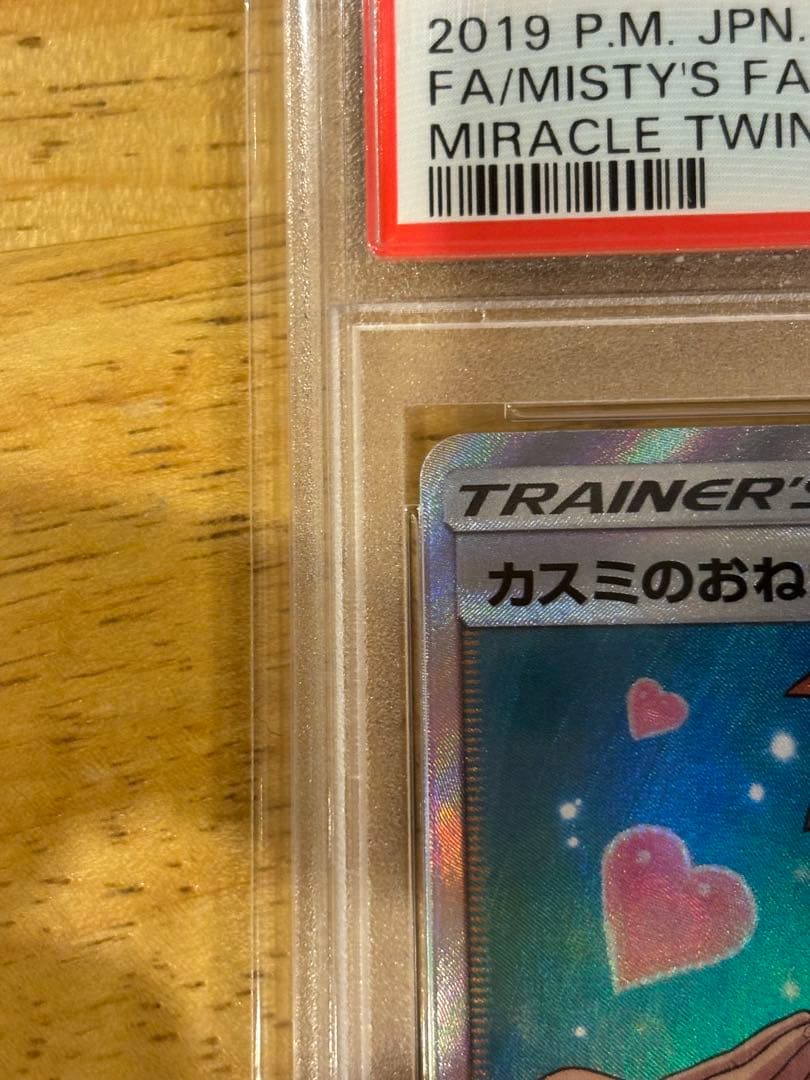 2019 P.M. JPN.
FA/MISTY'S FA
MIRACLE TWIN
TRAINER'S
カスミのおね